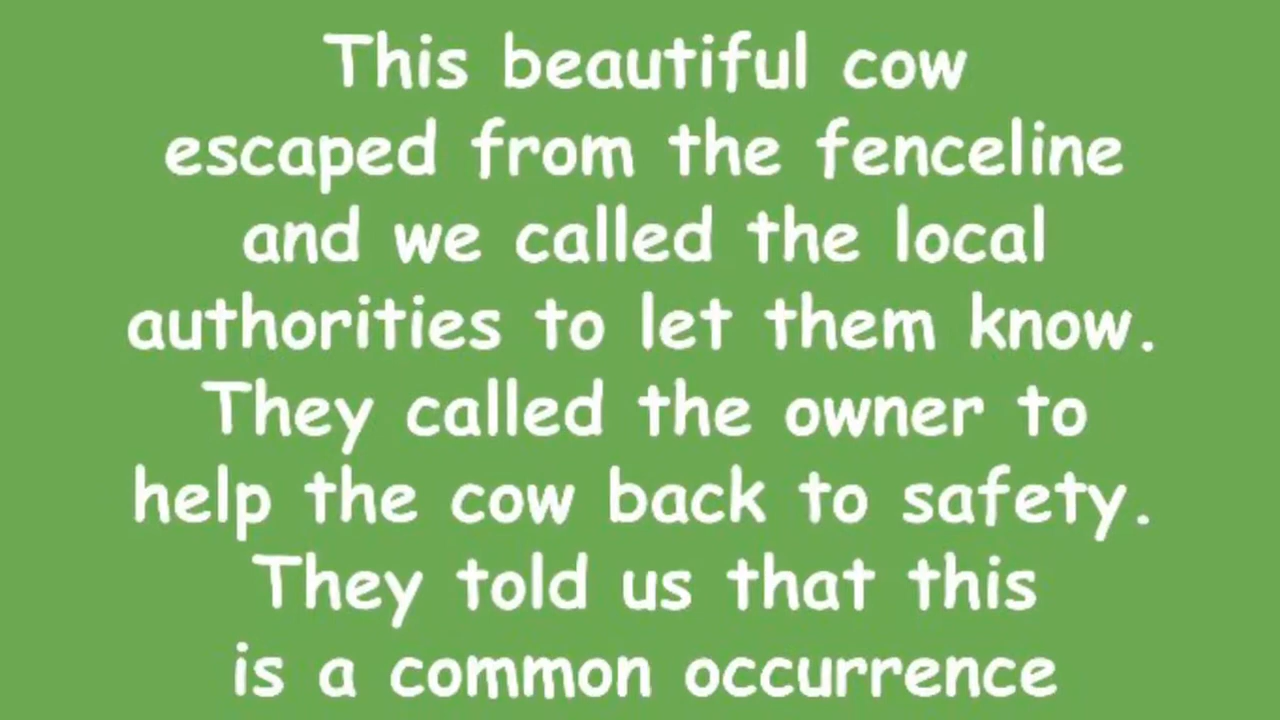 This beautiful cow
escaped from the fenceline
and we called the local
authorities to let them know.
They called the owner to
help the cow back to safety.
They told us that this
is a common occurrence